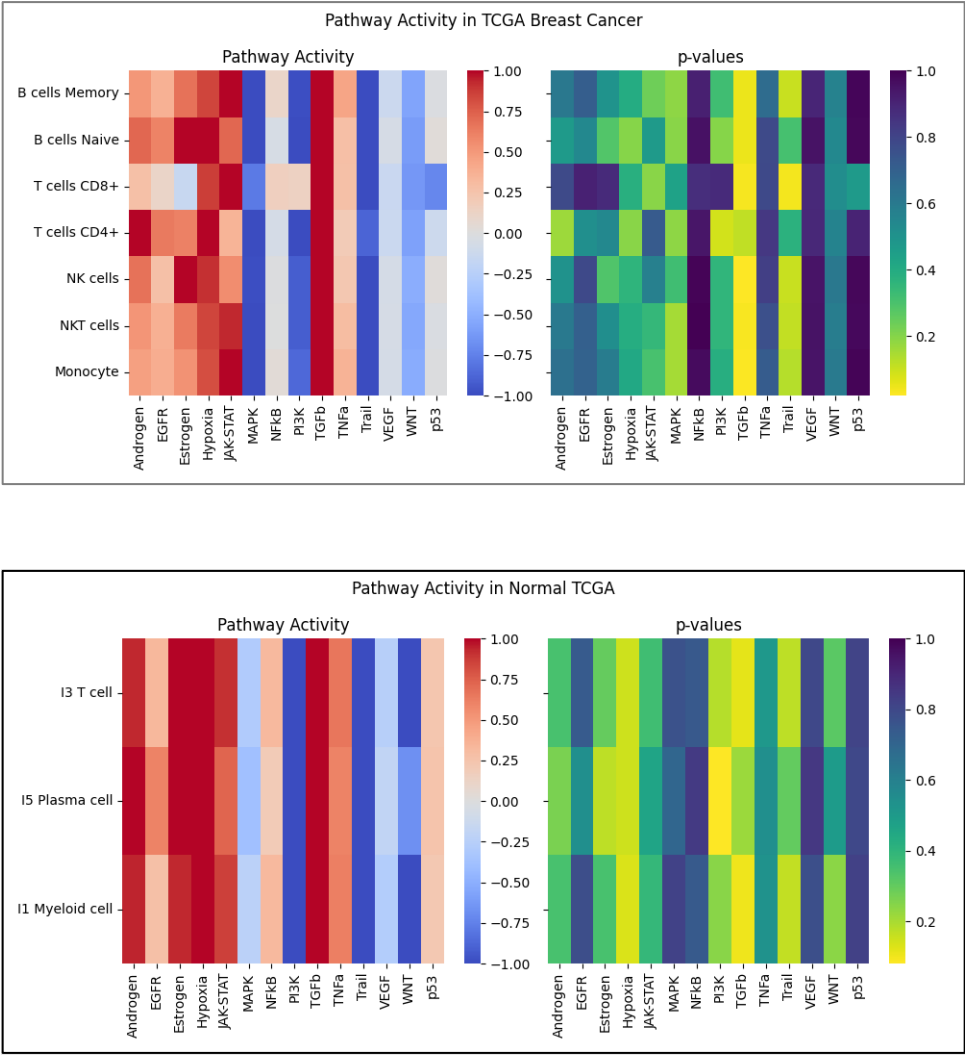 Pathway Activity in TCGA Breast Cancer
Pathway Activity
p-values
B cells Memory
B cells Naive
T cells CD8+
T cells CD4+
NK cells
NKT cells
Monocyte
1.00
0.75
0.50
0.25
0.00
−0.25
−0.50
−0.75
−1.00
1.0
0.8
0.6
0.4
0.2
Androgen
EGFR
Estrogen
Hypoxia
JAK-STAT
MAPK
NFkB
PI3K
TGFb
TNFa
Trail
VEGF
WNT
p53
Androgen
EGFR
Estrogen
Hypoxia
JAK-STAT
MAPK
NFkB
PI3K
TGFb
TNFa
Trail
VEGF
WNT
p53
Pathway Activity in Normal TCGA
Pathway Activity
p-values
I3 T cell
I5 Plasma cell
I1 Myeloid cell
1.00
0.75
0.50
0.25
0.00
−0.25
−0.50
−0.75
−1.00
1.0
0.8
0.6
0.4
0.2
Androgen
EGFR
Estrogen
Hypoxia
JAK-STAT
MAPK
NFkB
PI3K
TGFb
TNFa
Trail
VEGF
WNT
p53
Androgen
EGFR
Estrogen
Hypoxia
JAK-STAT
MAPK
NFkB
PI3K
TGFb
TNFa
Trail
VEGF
WNT
p53